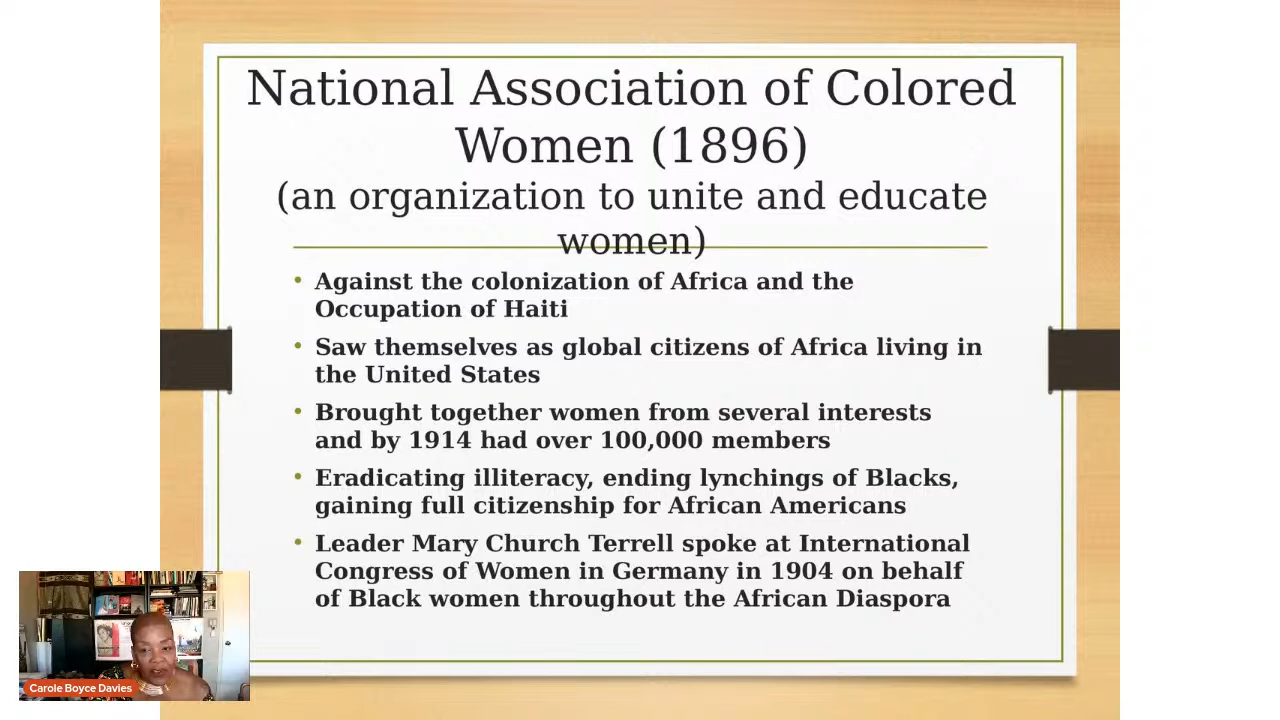 National Association of Colored
Women (1896)
(an organization to unite and educate
women)
• Against the colonization of Africa and the
Occupation of Haiti
• Saw themselves as global citizens of Africa living in
the United States
• Brought together women from several interests
and by 1914 had over 100,000 members
• Eradicating illiteracy, ending lynchings of Blacks,
gaining full citizenship for African Americans
• Leader Mary Church Terrell spoke at International
Congress of Women in Germany in 1904 on behalf
of Black women throughout the African Diaspora
Carole Boyce Davies